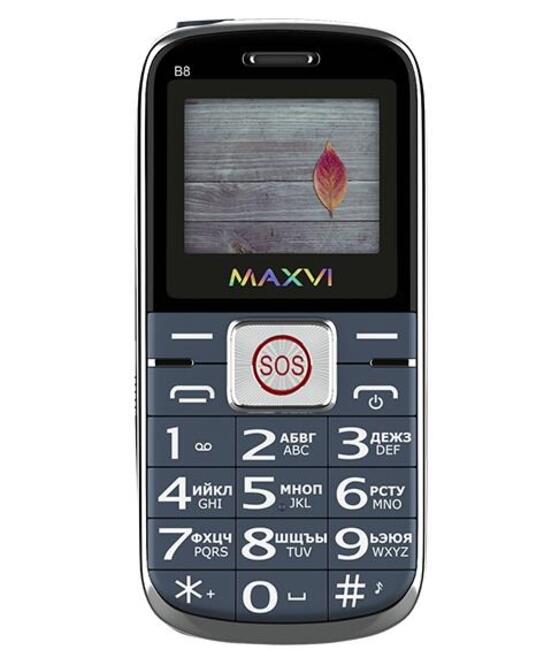 B8
MAXVI
SOS
1
2 АБВГ ABC
3 ДЕЖЗ DEF
4 ИЙКЛ GHI
5 МНОП JKL
6 РСТУ MNO
7 ФХЦЧ PQRS
8 ШЩЪЫ TUV
9 ЬЭЮЯ WXYZ
*+
0
#